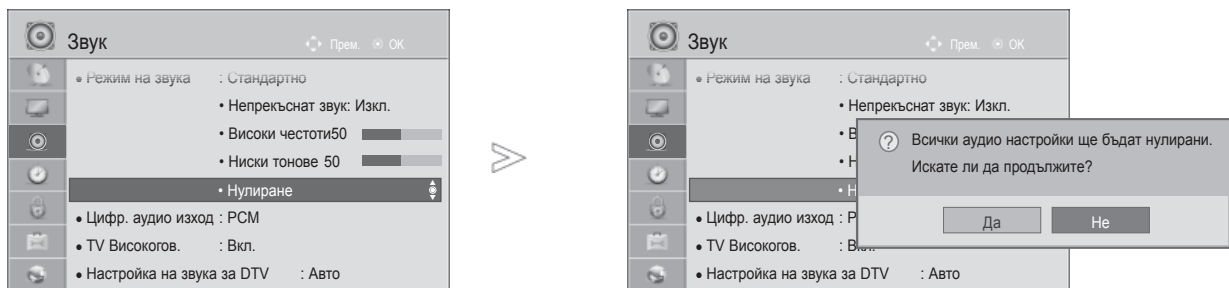 Звук
Прем. OK
• Режим на звука : Стандартно
• Непрекъснат звук: Изкл.
• Високи честоти50
• Ниски тонове 50
• Нулиране
• Цифр. аудио изход : PCM
• TV Високогов. : Вкл.
• Настройка на звука за DTV : Авто
Звук
Прем. OK
• Режим на звука : Стандартно
• Непрекъснат звук: Изкл.
Всички аудио настройки ще бъдат нулирани.
Искате ли да продължите?
Да Не
• Цифр. аудио изход : P
• TV Високогов. : Вкл.
• Настройка на звука за DTV : Авто